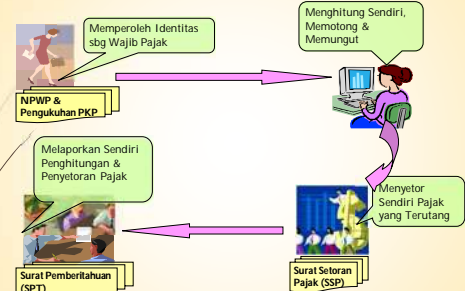 Memperoleh Identitas
sbg Wajib Pajak
NPWP &
Pengukuhan PKP
Menghitung Sendiri,
Memotong &
Memungut
Menyetor
Sendiri Pajak
yang Terutang
Surat Setoran
Pajak (SSP)
Melaporkan Sendiri
Penghitungan &
Penyetoran Pajak
Surat Pemberitahuan
(SPT)